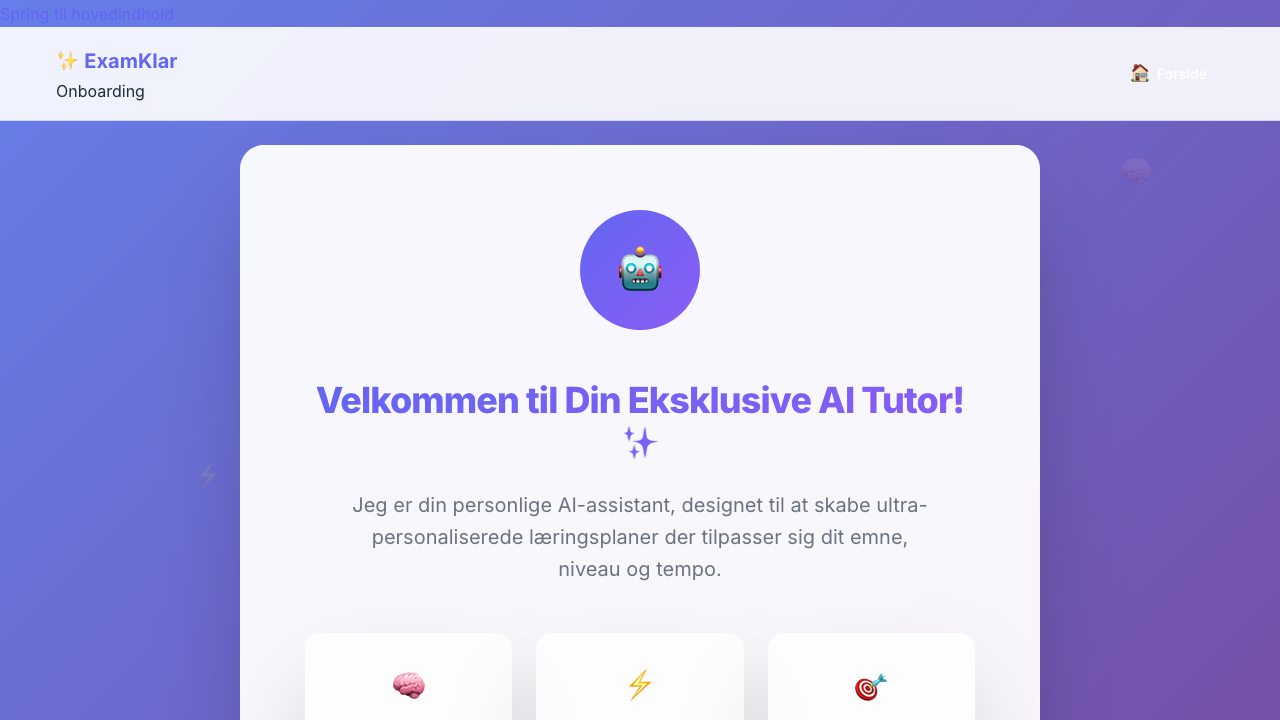 Spring til hovedindhold
✨ ExamKlar
Onboarding
🏠 Forside
Velkommen til Din Eksklusive AI Tutor!
✨
Jeg er din personlige AI-assistant, designet til at skabe ultra-
personaliserede læringsplaner der tilpasser sig dit emne,
niveau og tempo.